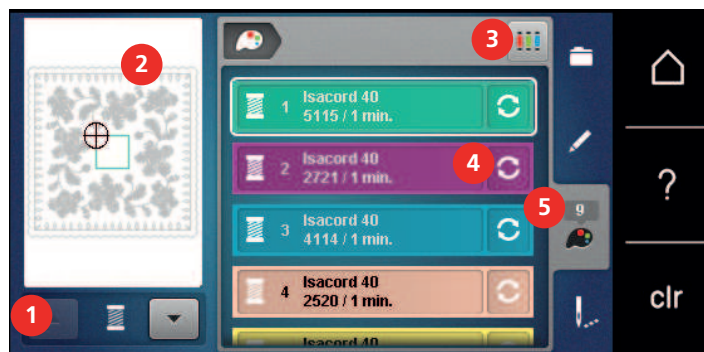 3
2
1 Isacord 40
5115 / 1 min.
4
2 Isacord 40
2721 / 1 min.
5
9
3 Isacord 40
4114 / 1 min.
?
4 Isacord 40
2520 / 1 min.
1
clr
Isacord 40